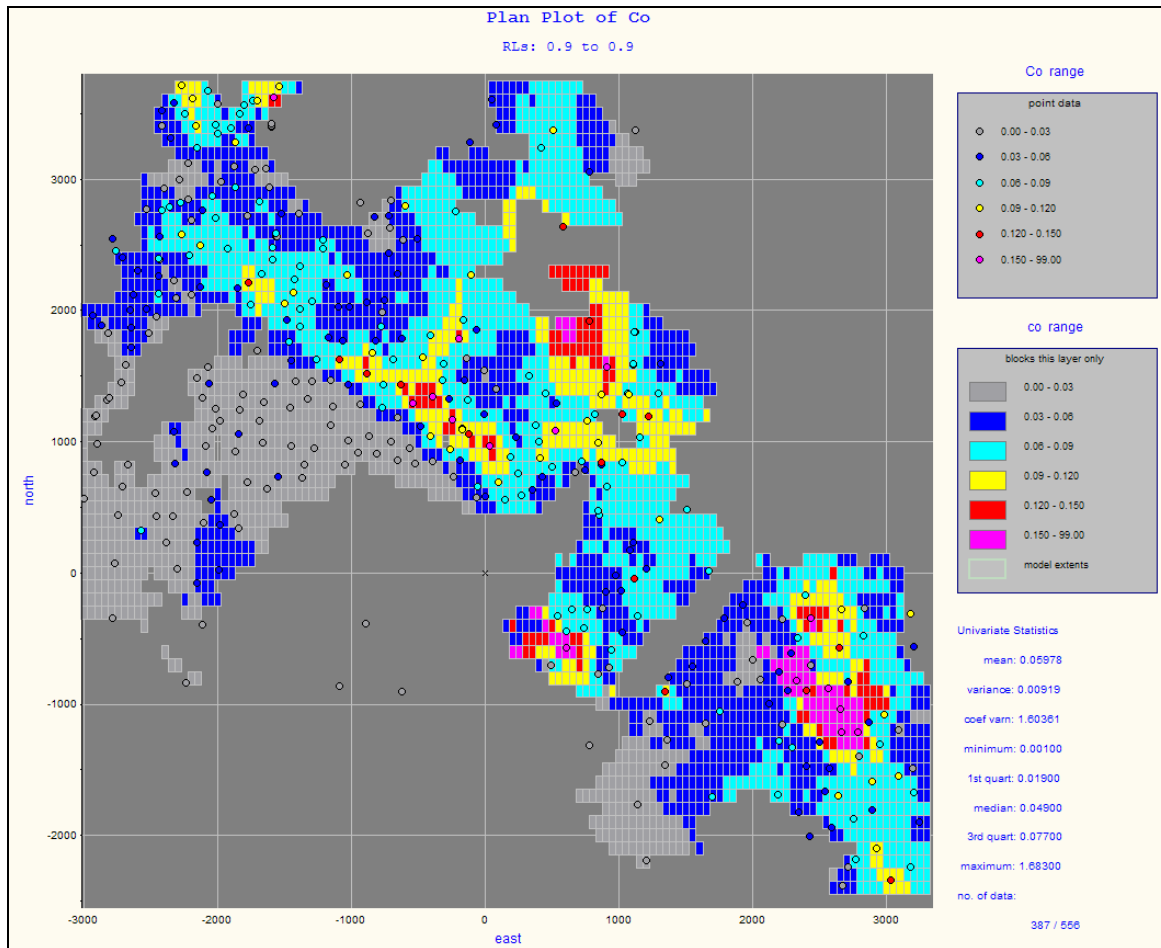 Plan Plot of Co
RLs: 0.9 to 0.9
Co range
point data
0.00 - 0.03
0.03 - 0.06
0.06 - 0.09
0.09 - 0.120
0.120 - 0.150
0.150 - 99.00
co range
blocks this layer only
0.00 - 0.03
0.03 - 0.06
0.06 - 0.09
0.09 - 0.120
0.120 - 0.150
0.150 - 99.00
model extents
Univariate Statistics
mean: 0.05978
variance: 0.00919
coef varn: 1.60361
minimum: 0.00100
1st quart: 0.01900
median: 0.04900
3rd quart: 0.07700
maximum: 1.68300
no. of data:
387 / 556
north
3000
2000
1000
0
-1000
-2000
-3000 -2000 -1000 0 1000 2000 3000
east